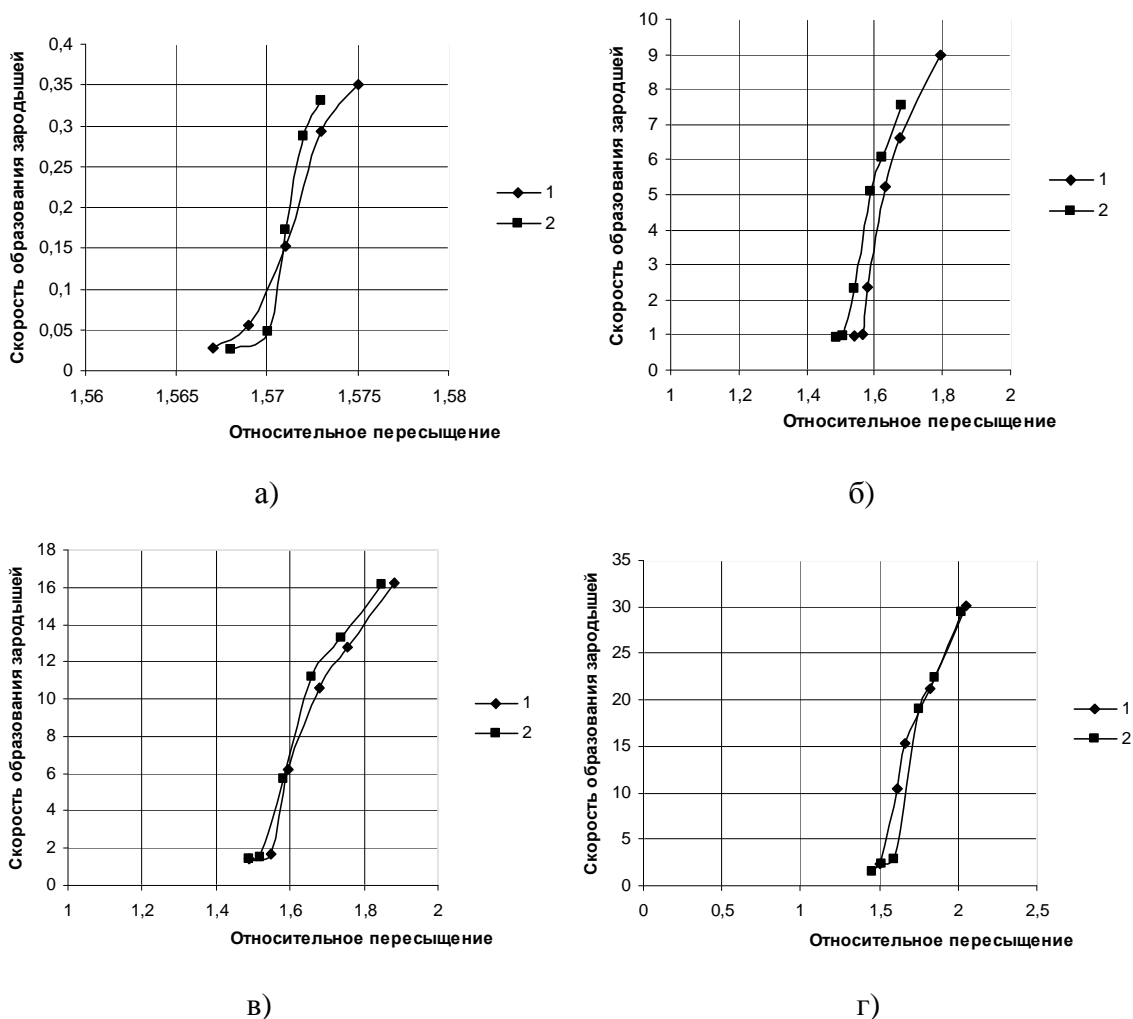 Скорость образования зародышей
0,4
0,35
0,3
0,25
0,2
0,15
0,1
0,05
0
1,56 1,565 1,57 1,575 1,58
Относительное пересыщение
1
2
а)
Скорость образования зародшей
10
9
8
7
6
5
4
3
2
1
0
1 1,2 1,4 1,6 1,8 2
Относительное пересыщение
1
2
б)
Скорость образования зародышей
18
16
14
12
10
8
6
4
2
0
1 1,2 1,4 1,6 1,8 2
Относительное пересыщение
1
2
в)
Скорость образования зародышей
35
30
25
20
15
10
5
0
0 0,5 1 1,5 2 2,5
Относительное пересыщение
1
2
г)